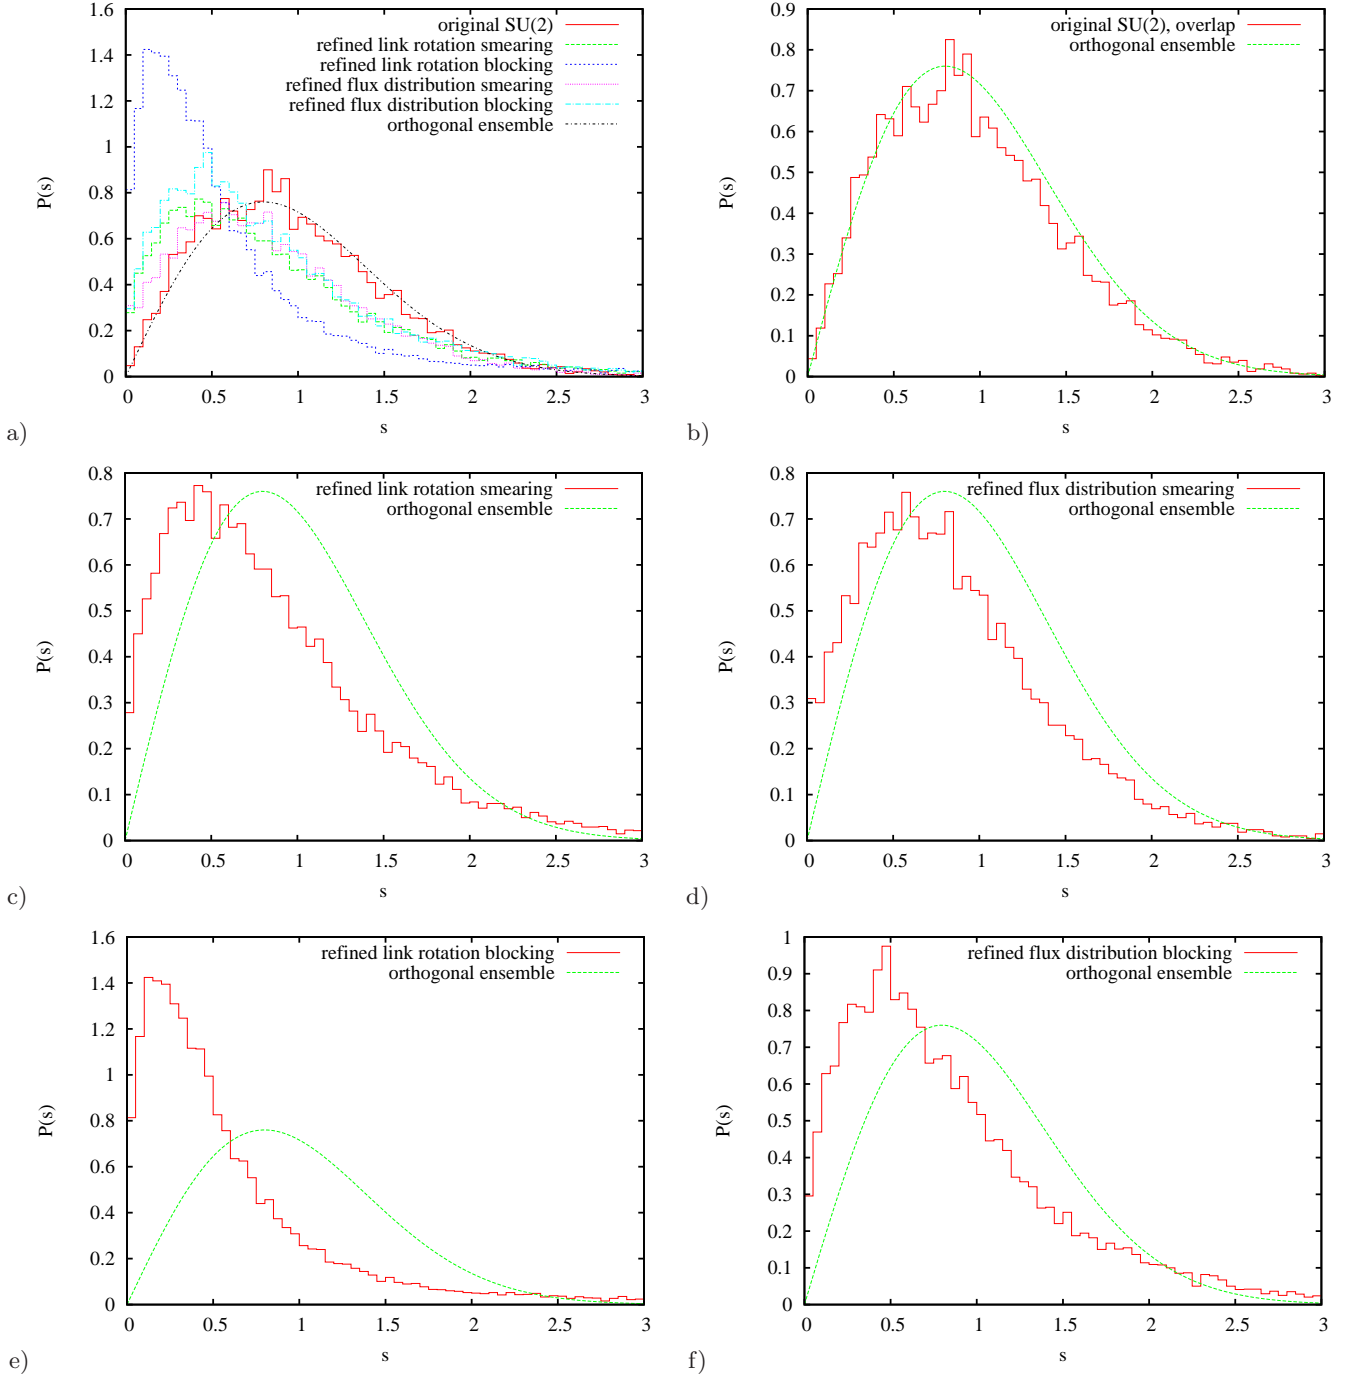 1.6
1.4
1.2
1
0.8
0.6
0.4
0.2
0
P(s)
original SU(2)
refined link rotation smearing
refined link rotation blocking
refined flux distribution smearing
refined flux distribution blocking
orthogonal ensemble
0 0.5 1 1.5 2 2.5 3
s
a)
0.9
0.8
0.7
0.6
0.5
0.4
0.3
0.2
0.1
0
P(s)
original SU(2), overlap
orthogonal ensemble
0 0.5 1 1.5 2 2.5 3
s
b)
0.8
0.7
0.6
0.5
0.4
0.3
0.2
0.1
0
P(s)
refined link rotation smearing
orthogonal ensemble
0 0.5 1 1.5 2 2.5 3
s
c)
0.8
0.7
0.6
0.5
0.4
0.3
0.2
0.1
0
P(s)
refined flux distribution smearing
orthogonal ensemble
0 0.5 1 1.5 2 2.5 3
s
d)
1.6
1.4
1.2
1
0.8
0.6
0.4
0.2
0
P(s)
refined link rotation blocking
orthogonal ensemble
0 0.5 1 1.5 2 2.5 3
s
e)
1
0.9
0.8
0.7
0.6
0.5
0.4
0.3
0.2
0.1
0
P(s)
refined flux distribution blocking
orthogonal ensemble
0 0.5 1 1.5 2 2.5 3
s
f)